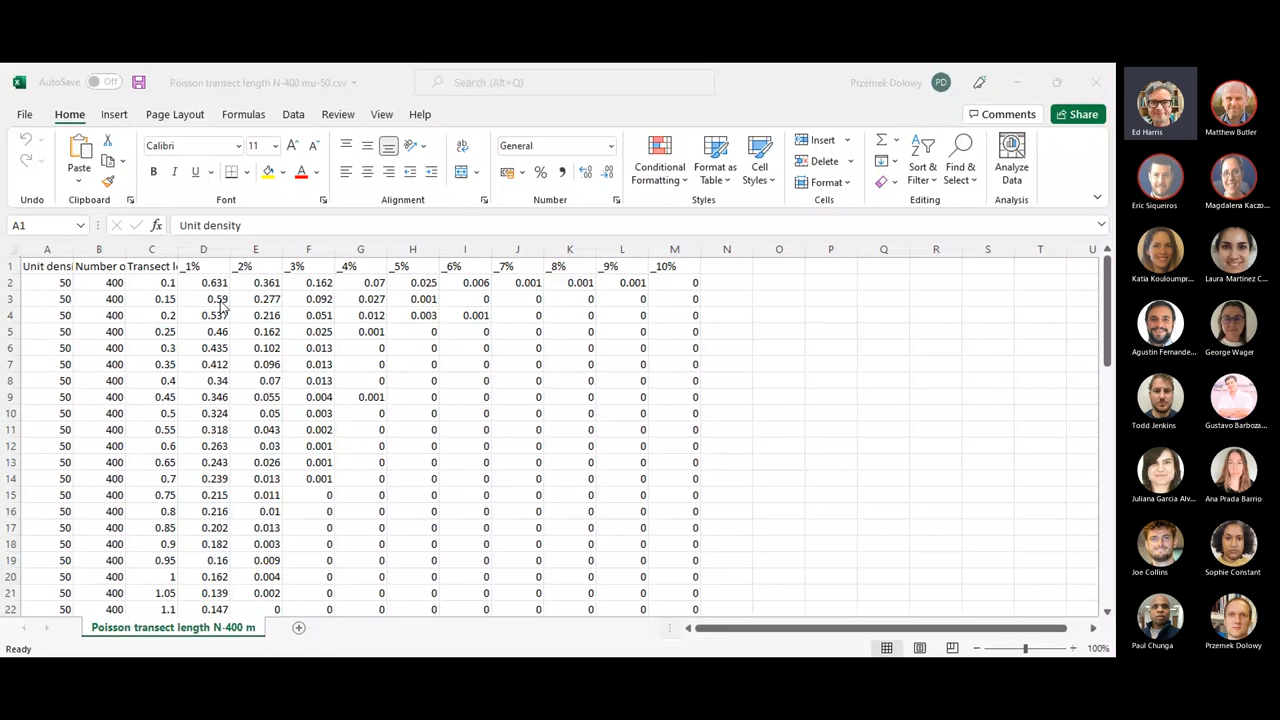 AutoSave Off Poisson transect length N-400 mu-50.csv Search (Alt+Q) Przemek Dolowy PD
File Home Insert Page Layout Formulas Data Review View Help Comments Share
Paste Calibri 11 General Conditional Formatting Format as Table Cell Styles Insert Delete Format Sort & Filter Find & Select Analyze Data
Undo Clipboard Font Alignment Number Styles Cells Editing Analysis
A1 Unit density
A B C D E F G H I J K L M N O P Q R S T U
1 Unit densi Number o Transect le _1% _2% _3% _4% _5% _6% _7% _8% _9% _10%
2 50 400 0.1 0.631 0.361 0.162 0.07 0.025 0.006 0.001 0.001 0.001 0
3 50 400 0.15 0.59 0.277 0.092 0.027 0.001 0 0 0 0 0
4 50 400 0.2 0.537 0.216 0.051 0.012 0.003 0.001 0 0 0 0
5 50 400 0.25 0.46 0.162 0.025 0.001 0 0 0 0 0 0
6 50 400 0.3 0.435 0.102 0.013 0 0 0 0 0 0 0
7 50 400 0.35 0.412 0.096 0.013 0 0 0 0 0 0 0
8 50 400 0.4 0.34 0.07 0.013 0 0 0 0 0 0 0
9 50 400 0.45 0.346 0.055 0.004 0.001 0 0 0 0 0 0
10 50 400 0.5 0.324 0.05 0.003 0 0 0 0 0 0 0
11 50 400 0.55 0.318 0.043 0.002 0 0 0 0 0 0 0
12 50 400 0.6 0.263 0.03 0.001 0 0 0 0 0 0 0
13 50 400 0.65 0.243 0.026 0.001 0 0 0 0 0 0 0
14 50 400 0.7 0.239 0.013 0.001 0 0 0 0 0 0 0
15 50 400 0.75 0.215 0.011 0 0 0 0 0 0 0 0
16 50 400 0.8 0.216 0.01 0 0 0 0 0 0 0 0
17 50 400 0.85 0.202 0.013 0 0 0 0 0 0 0 0
18 50 400 0.9 0.182 0.003 0 0 0 0 0 0 0 0
19 50 400 0.95 0.16 0.009 0 0 0 0 0 0 0 0
20 50 400 1 0.162 0.004 0 0 0 0 0 0 0 0
21 50 400 1.05 0.139 0.002 0 0 0 0 0 0 0 0
22 50 400 1.1 0.147 0 0 0 0 0 0 0 0 0
Poisson transect length N-400 m
Ready 100%
Ed Harris Matthew Butler
Eric Siqueiros Magdalena Kaczo...
Katia Kouloumpr... Laura Martinez C...
Agustin Fernande... George Wager
Todd Jenkins Gustavo Barboza...
Juliana Garcia Alv... Ana Prada Barrio
Joe Collins Sophie Constant
Paul Chunga Przemek Dolowy